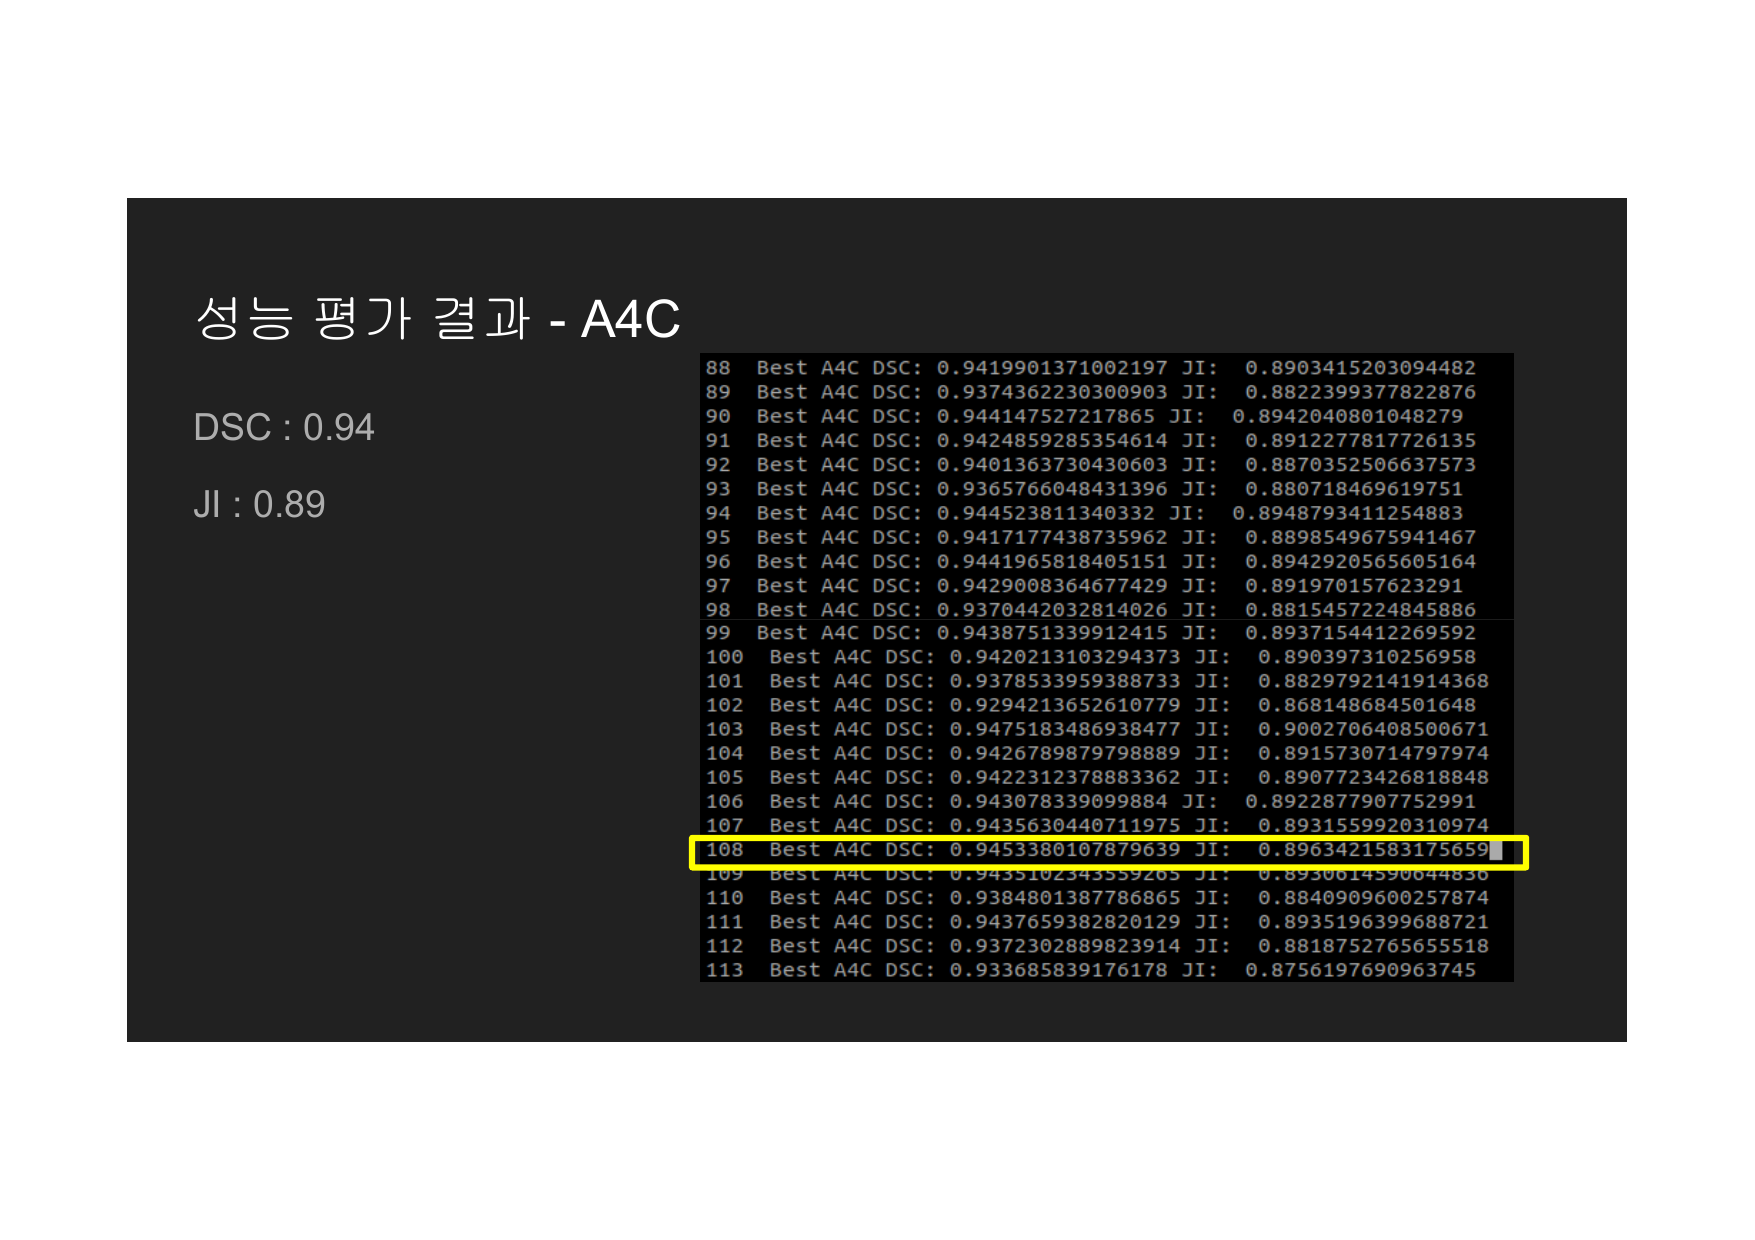 성능 평가 결과 - A4C
DSC : 0.94
JI : 0.89
88 Best A4C DSC: 0.9419901371002197 JI: 0.8903415203094482
89 Best A4C DSC: 0.9374362230300903 JI: 0.8822399377822876
90 Best A4C DSC: 0.944147527217865 JI: 0.8942040801048279
91 Best A4C DSC: 0.9424859285354614 JI: 0.8912277817726135
92 Best A4C DSC: 0.9401363730430603 JI: 0.8870352506637573
93 Best A4C DSC: 0.9365766048431396 JI: 0.880718469619751
94 Best A4C DSC: 0.944523811340332 JI: 0.8948793411254883
95 Best A4C DSC: 0.9417177438735962 JI: 0.8898549675941467
96 Best A4C DSC: 0.9441965818405151 JI: 0.8942920565605164
97 Best A4C DSC: 0.9429008364677429 JI: 0.891970157623291
98 Best A4C DSC: 0.9370442032814026 JI: 0.8815457224845886
99 Best A4C DSC: 0.9438751339912415 JI: 0.8937154412269592
100 Best A4C DSC: 0.9420213103294373 JI: 0.890397310256958
101 Best A4C DSC: 0.9378533959388733 JI: 0.8829792141914368
102 Best A4C DSC: 0.9294213652610779 JI: 0.868148684501648
103 Best A4C DSC: 0.9475183486938477 JI: 0.9002706408500671
104 Best A4C DSC: 0.9426789879798889 JI: 0.8915730714797974
105 Best A4C DSC: 0.9422312378883362 JI: 0.8907723426818848
106 Best A4C DSC: 0.943078339099884 JI: 0.8922877907752991
107 Best A4C DSC: 0.9435630440711975 JI: 0.8931559920310974
108 Best A4C DSC: 0.9453380107879639 JI: 0.8963421583175659
109 Best A4C DSC: 0.9435102343559265 JI: 0.8930614590644836
110 Best A4C DSC: 0.9384801387786865 JI: 0.8840909600257874
111 Best A4C DSC: 0.9437659382820129 JI: 0.8935196399688721
112 Best A4C DSC: 0.9372302889823914 JI: 0.8818752765655518
113 Best A4C DSC: 0.933685839176178 JI: 0.8756197690963745